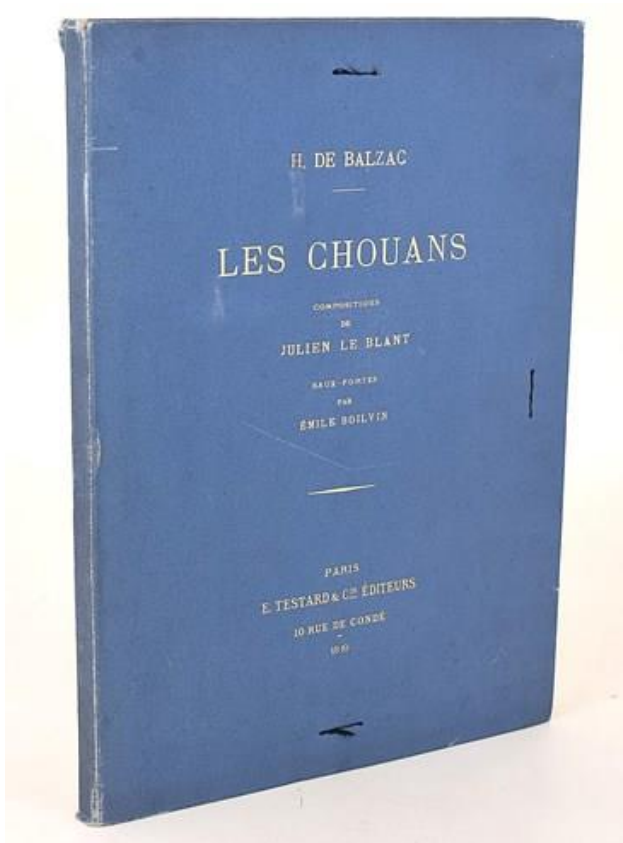 H. DE BALZAC
LES CHOUANS
COMPOSITIONS
DE
JULIEN LE BLANT
EAUX-FORTES
PAR
ÉMILE BOILVIN
PARIS
E. TESTARD & Cie ÉDITEURS
10 RUE DE CONDÉ